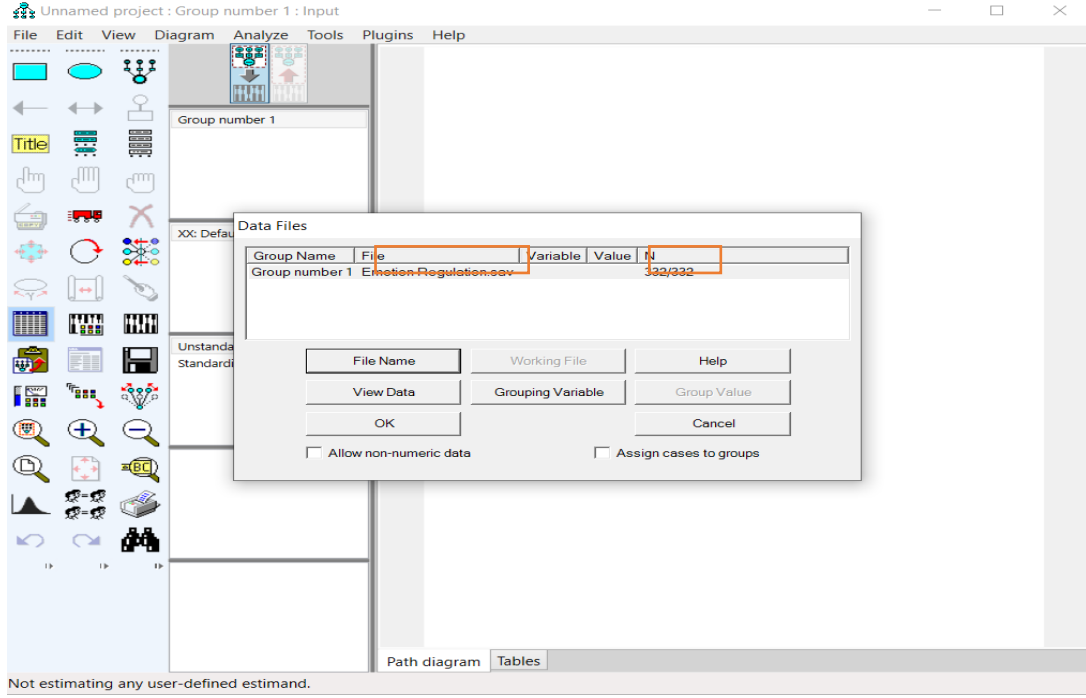 Unnamed project : Group number 1 : Input
File Edit View Diagram Analyze Tools Plugins Help
Title
Group number 1
XX: Defau
Unstanda
Standardi
Data Files
Group Name File Variable Value N
Group number 1 Emotion Regulation.sav 332/332
File Name Working File Help
View Data Grouping Variable Group Value
OK Cancel
Allow non-numeric data Assign cases to groups
BC
Path diagram Tables
Not estimating any user-defined estimand.